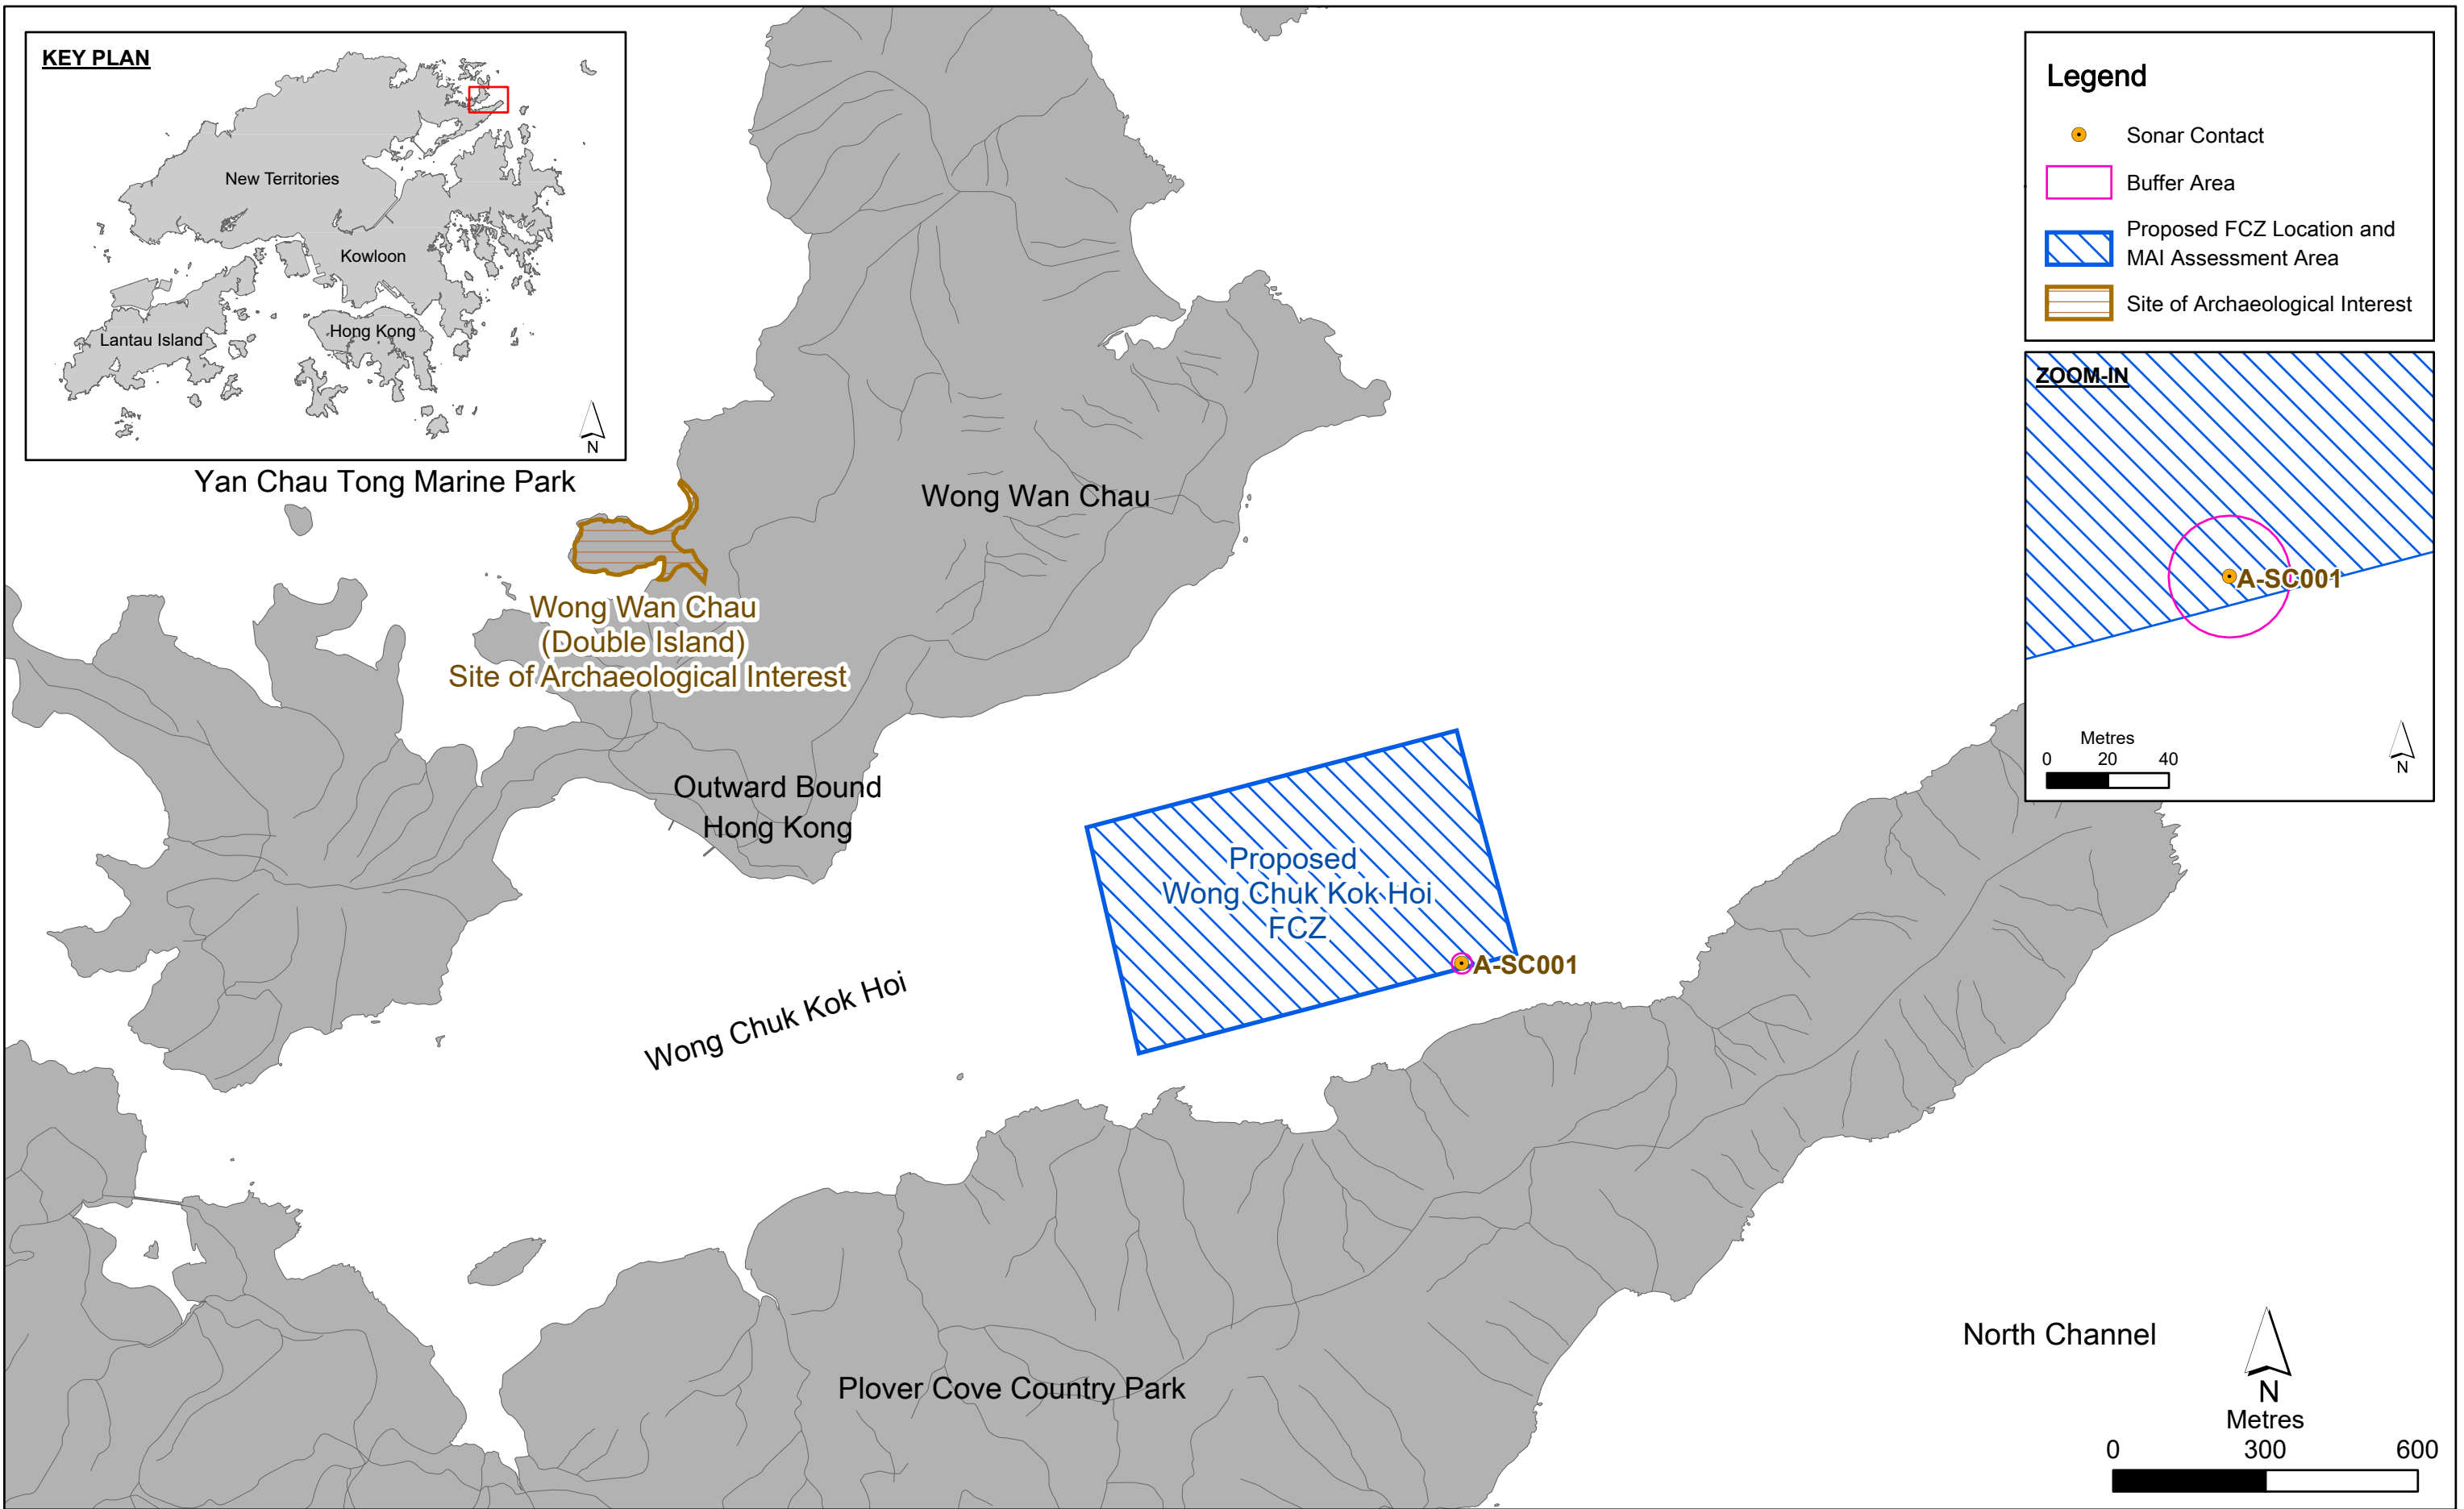 KEY PLAN
New Territories
Kowloon
Hong Kong
Lantau Island
N
Legend
Sonar Contact
Buffer Area
Proposed FCZ Location and
MAI Assessment Area
Site of Archaeological Interest
ZOOM-IN
A-SC001
Metres
0 20 40
N
Yan Chau Tong Marine Park
Wong Wan Chau
Wong Wan Chau
(Double Island)
Site of Archaeological Interest
Outward Bound
Hong Kong
Proposed
Wong Chuk Kok Hoi
FCZ
A-SC001
Wong Chuk Kok Hoi
Plover Cove Country Park
North Channel
N
Metres
0 300 600